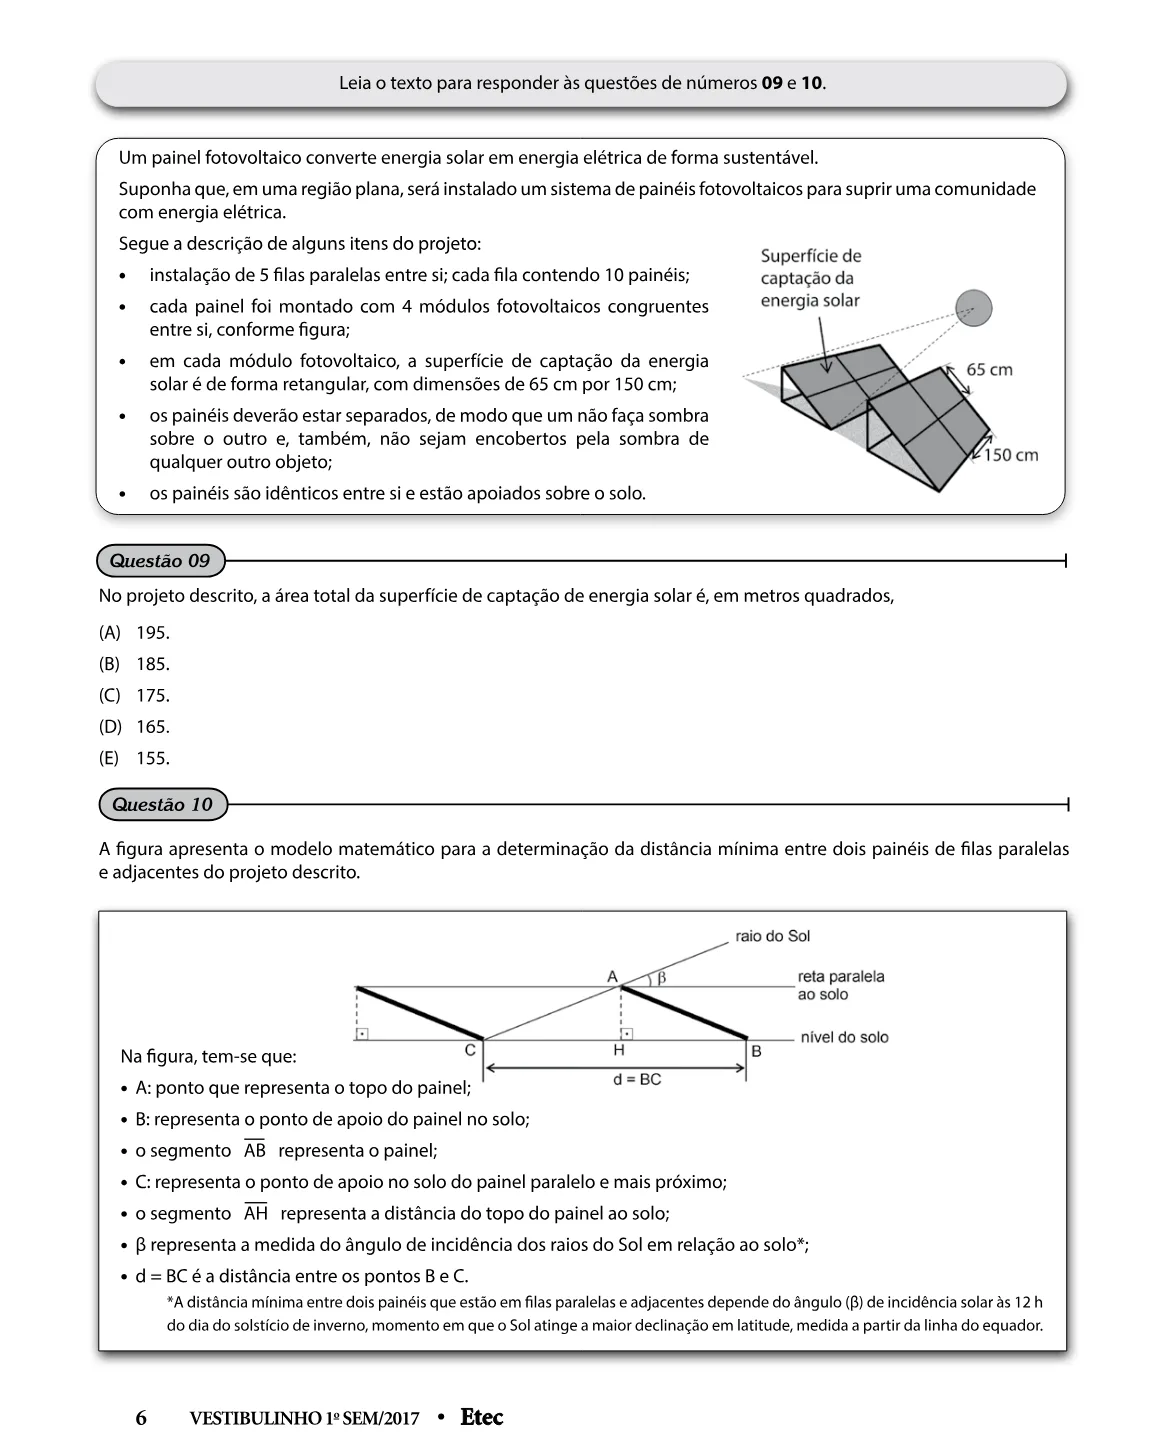 Leia o texto para responder às questões de números 09 e 10.
Um painel fotovoltaico converte energia solar em energia elétrica de forma sustentável.
Suponha que, em uma região plana, será instalado um sistema de painéis fotovoltaicos para suprir uma comunidade
com energia elétrica.
Segue a descrição de alguns itens do projeto:
• instalação de 5 filas paralelas entre si; cada fila contendo 10 painéis;
• cada painel foi montado com 4 módulos fotovoltaicos congruentes
entre si, conforme figura;
• em cada módulo fotovoltaico, a superfície de captação da energia
solar é de forma retangular, com dimensões de 65 cm por 150 cm;
• os painéis deverão estar separados, de modo que um não faça sombra
sobre o outro e, também, não sejam encobertos pela sombra de
qualquer outro objeto;
• os painéis são idênticos entre si e estão apoiados sobre o solo.
Superfície de
captação da
energia solar
65 cm
150 cm
Questão 09
No projeto descrito, a área total da superfície de captação de energia solar é, em metros quadrados,
(A) 195.
(B) 185.
(C) 175.
(D) 165.
(E) 155.
Questão 10
A figura apresenta o modelo matemático para a determinação da distância mínima entre dois painéis de filas paralelas
e adjacentes do projeto descrito.
raio do Sol
A β
reta paralela
ao solo
nível do solo
C H B
d = BC
Na figura, tem-se que:
• A: ponto que representa o topo do painel;
• B: representa o ponto de apoio do painel no solo;
• o segmento AB representa o painel;
• C: representa o ponto de apoio no solo do painel paralelo e mais próximo;
• o segmento AH representa a distância do topo do painel ao solo;
• β representa a medida do ângulo de incidência dos raios do Sol em relação ao solo*;
• d = BC é a distância entre os pontos B e C.
*A distância mínima entre dois painéis que estão em filas paralelas e adjacentes depende do ângulo (β) de incidência solar às 12 h
do dia do solstício de inverno, momento em que o Sol atinge a maior declinação em latitude, medida a partir da linha do equador.
6 VESTIBULINHO 1º SEM/2017 • Etec